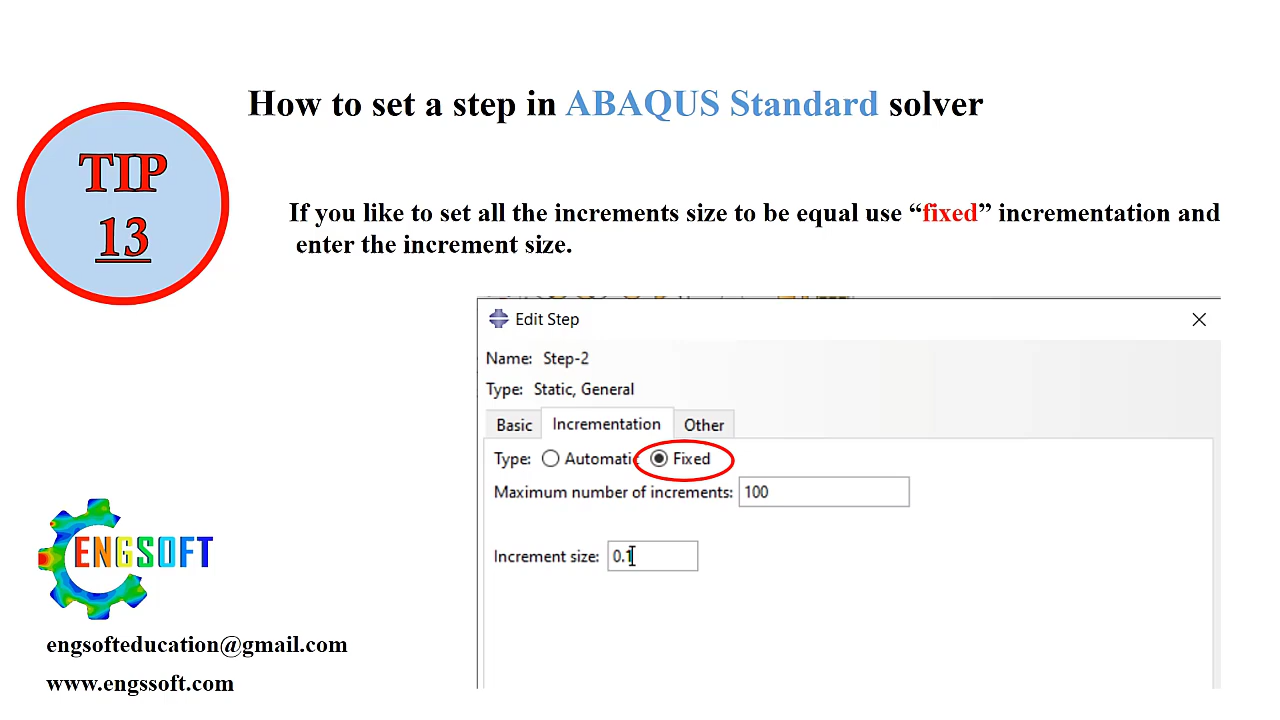 How to set a step in ABAQUS Standard solver
TIP
13
If you like to set all the increments size to be equal use “fixed” incrementation and
enter the increment size.
Edit Step
Name: Step-2
Type: Static, General
Basic Incrementation Other
Type: Automatic Fixed
Maximum number of increments: 100
Increment size: 0.1
ENGSOFT
engsofteducation@gmail.com
www.engssoft.com